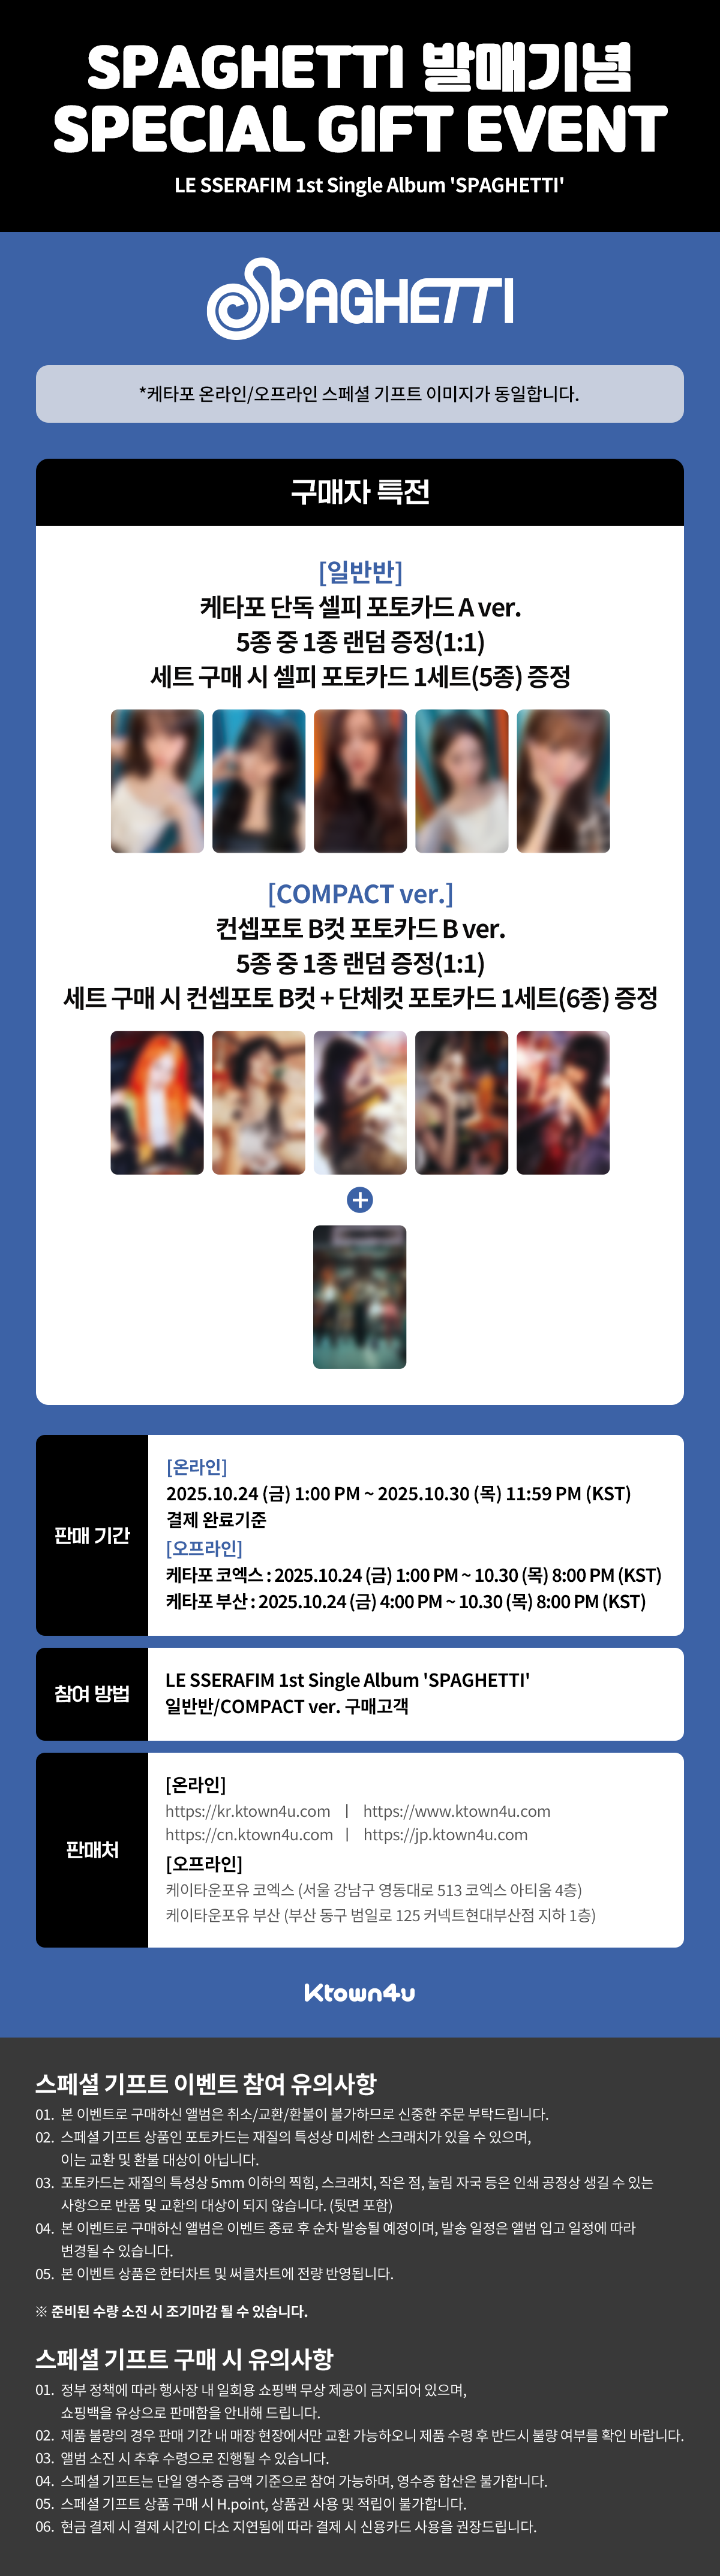 SPAGHETTI 발매기념
SPECIAL GIFT EVENT
LE SSERAFIM 1st Single Album 'SPAGHETTI'
SPAGHETTI
*케타포 온라인/오프라인 스페셜 기프트 이미지가 동일합니다.
구매자 특전
[일반반]
케타포 단독 셀피 포토카드 A ver.
5종 중 1종 랜덤 증정(1:1)
세트 구매 시 셀피 포토카드 1세트(5종) 증정
[COMPACT ver.]
컨셉포토 B컷 포토카드 B ver.
5종 중 1종 랜덤 증정(1:1)
세트 구매 시 컨셉포토 B컷 + 단체컷 포토카드 1세트(6종) 증정
판매 기간
[온라인]
2025.10.24 (금) 1:00 PM ~ 2025.10.30 (목) 11:59 PM (KST)
결제 완료기준
[오프라인]
케타포 코엑스 : 2025.10.24 (금) 1:00 PM ~ 10.30 (목) 8:00 PM (KST)
케타포 부산 : 2025.10.24 (금) 4:00 PM ~ 10.30 (목) 8:00 PM (KST)
참여 방법
LE SSERAFIM 1st Single Album 'SPAGHETTI'
일반반/COMPACT ver. 구매고객
판매처
[온라인]
https://kr.ktown4u.com | https://www.ktown4u.com
https://cn.ktown4u.com | https://jp.ktown4u.com
[오프라인]
케이타운포유 코엑스 (서울 강남구 영동대로 513 코엑스 아티움 4층)
케이타운포유 부산 (부산 동구 범일로 125 커넥트현대부산점 지하 1층)
Ktown4u
스페셜 기프트 이벤트 참여 유의사항
01. 본 이벤트로 구매하신 앨범은 취소/교환/환불이 불가하므로 신중한 주문 부탁드립니다.
02. 스페셜 기프트 상품인 포토카드는 재질의 특성상 미세한 스크래치가 있을 수 있으며,
이는 교환 및 환불 대상이 아닙니다.
03. 포토카드는 재질의 특성상 5mm 이하의 찍힘, 스크래치, 작은 점, 눌림 자국 등은 인쇄 공정상 생길 수 있는
사항으로 반품 및 교환의 대상이 되지 않습니다. (뒷면 포함)
04. 본 이벤트로 구매하신 앨범은 이벤트 종료 후 순차 발송될 예정이며, 발송 일정은 앨범 입고 일정에 따라
변경될 수 있습니다.
05. 본 이벤트 상품은 한터차트 및 써클차트에 전량 반영됩니다.
※ 준비된 수량 소진 시 조기마감 될 수 있습니다.
스페셜 기프트 구매 시 유의사항
01. 정부 정책에 따라 행사장 내 일회용 쇼핑백 무상 제공이 금지되어 있으며,
쇼핑백을 유상으로 판매함을 안내해 드립니다.
02. 제품 불량의 경우 판매 기간 내 매장 현장에서만 교환 가능하오니 제품 수령 후 반드시 불량 여부를 확인 바랍니다.
03. 앨범 소진 시 추후 수령으로 진행될 수 있습니다.
04. 스페셜 기프트는 단일 영수증 금액 기준으로 참여 가능하며, 영수증 합산은 불가합니다.
05. 스페셜 기프트 상품 구매 시 H.point, 상품권 사용 및 적립이 불가합니다.
06. 현금 결제 시 결제 시간이 다소 지연됨에 따라 결제 시 신용카드 사용을 권장드립니다.